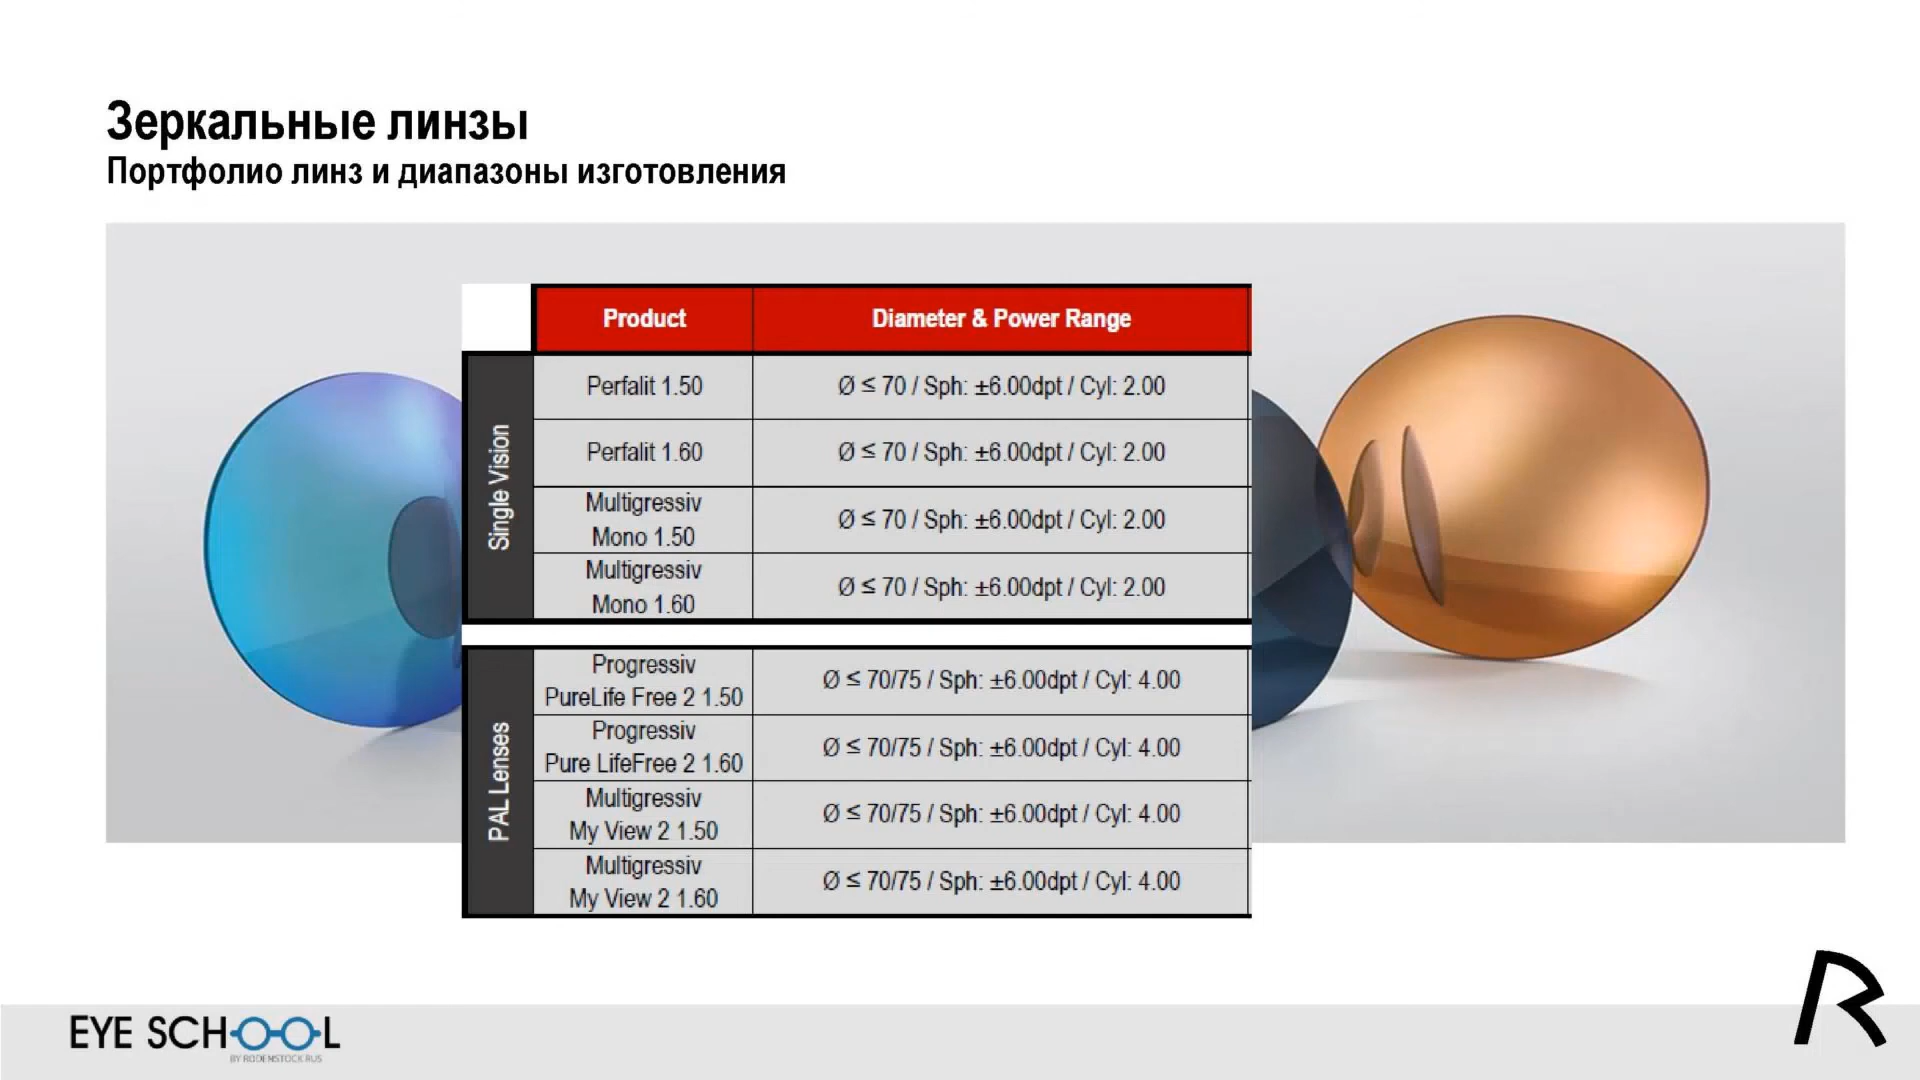 Зеркальные линзы
Портфолио линз и диапазоны изготовления
Product
Diameter & Power Range
Single Vision
Perfalit 1.50
Ø ≤ 70 / Sph: ±6.00dpt / Cyl: 2.00
Perfalit 1.60
Ø ≤ 70 / Sph: ±6.00dpt / Cyl: 2.00
Multigressiv
Mono 1.50
Ø ≤ 70 / Sph: ±6.00dpt / Cyl: 2.00
Multigressiv
Mono 1.60
Ø ≤ 70 / Sph: ±6.00dpt / Cyl: 2.00
PAL Lenses
Progressiv
PureLife Free 2 1.50
Ø ≤ 70/75 / Sph: ±6.00dpt / Cyl: 4.00
Progressiv
Pure LifeFree 2 1.60
Ø ≤ 70/75 / Sph: ±6.00dpt / Cyl: 4.00
Multigressiv
My View 2 1.50
Ø ≤ 70/75 / Sph: ±6.00dpt / Cyl: 4.00
Multigressiv
My View 2 1.60
Ø ≤ 70/75 / Sph: ±6.00dpt / Cyl: 4.00
EYE SCHOOL
BY RODENSTOCK RUS
R